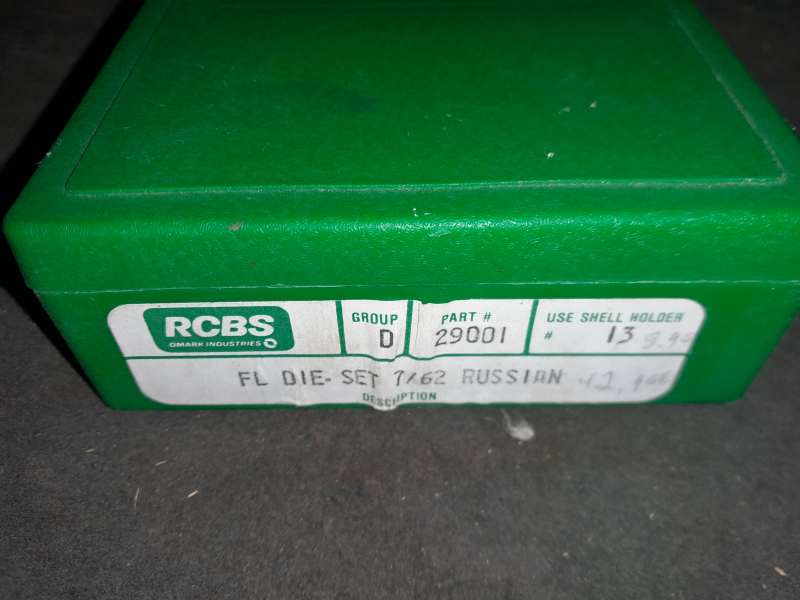 RCBS
OMARK INDUSTRIES
GROUP
D
PART #
29001
USE SHELL HOLDER
# 13
FL DIE-SET 7/62 RUSSIAN
DESCRIPTION